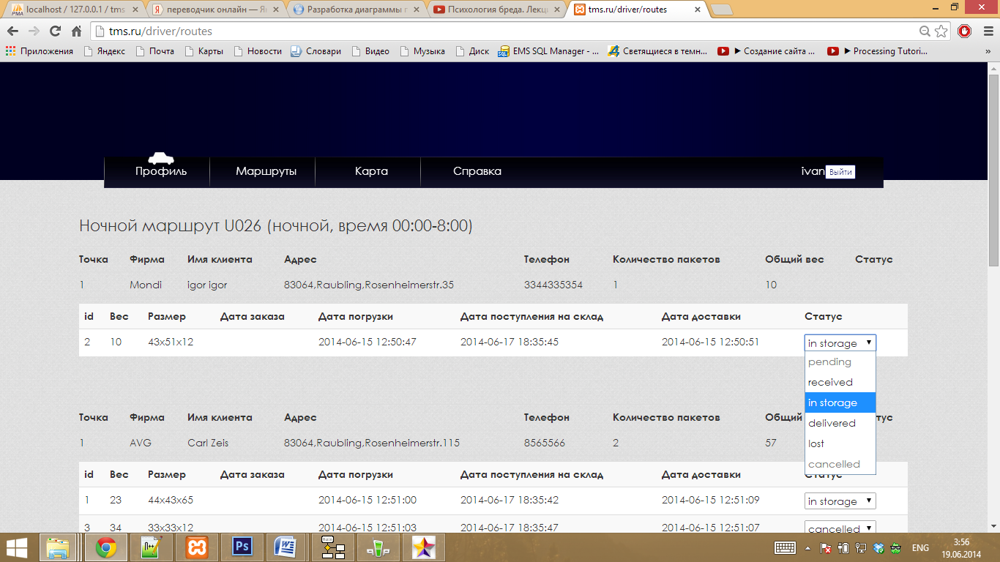 localhost / 127.0.0.1 / tms
переводчик онлайн — Ян
Разработка диаграммы п
Психология бреда. Лекц
tms.ru/driver/routes
tms.ru/driver/routes
Приложения Яндекс Почта Карты Новости Словари Видео Музыка Диск EMS SQL Manager - ... Светящиеся в темн... ► Создание сайта ... ► Processing Tutori... »
Профиль Маршруты Карта Справка ivan Выйти
Ночной маршрут U026 (ночной, время 00:00-8:00)
Точка Фирма Имя клиента Адрес Телефон Количество пакетов Общий вес Статус
1 Mondi igor igor 83064,Raubling,Rosenheimerstr.35 3344335354 1 10
id Вес Размер Дата заказа Дата погрузки Дата поступления на склад Дата доставки Статус
2 10 43x51x12 2014-06-15 12:50:47 2014-06-17 18:35:45 2014-06-15 12:50:51 in storage
pending
received
in storage
delivered
lost
cancelled
Точка Фирма Имя клиента Адрес Телефон Количество пакетов Общий тус
1 AVG Carl Zeis 83064,Raubling,Rosenheimerstr.115 8565566 2 57
id Вес Размер Дата заказа Дата погрузки Дата поступления на склад Дата доставки Статус
1 23 44x43x65 2014-06-15 12:51:00 2014-06-17 18:35:42 2014-06-15 12:51:09 in storage
3 34 33x33x12 2014-06-15 12:51:03 2014-06-17 18:35:47 2014-06-15 12:51:07 cancelled
ENG
3:56
19.06.2014